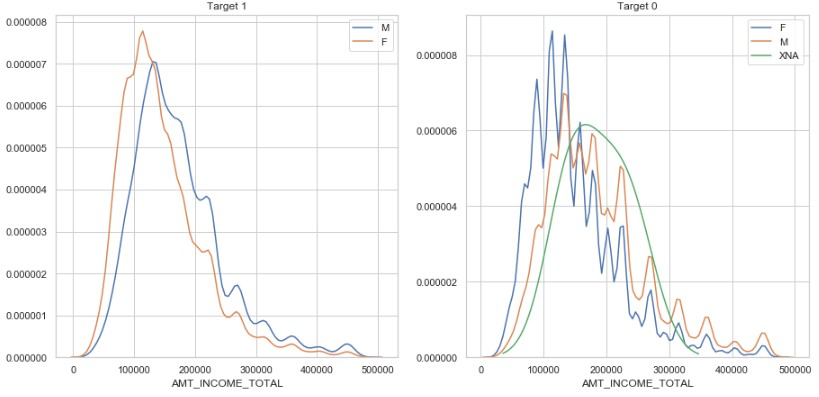 Target 1
0.000008
0.000007
0.000006
0.000005
0.000004
0.000003
0.000002
0.000001
0.000000
M
F
0 100000 200000 300000 400000 500000
AMT_INCOME_TOTAL
Target 0
0.000008
0.000006
0.000004
0.000002
0.000000
F
M
XNA
0 100000 200000 300000 400000 500000
AMT_INCOME_TOTAL